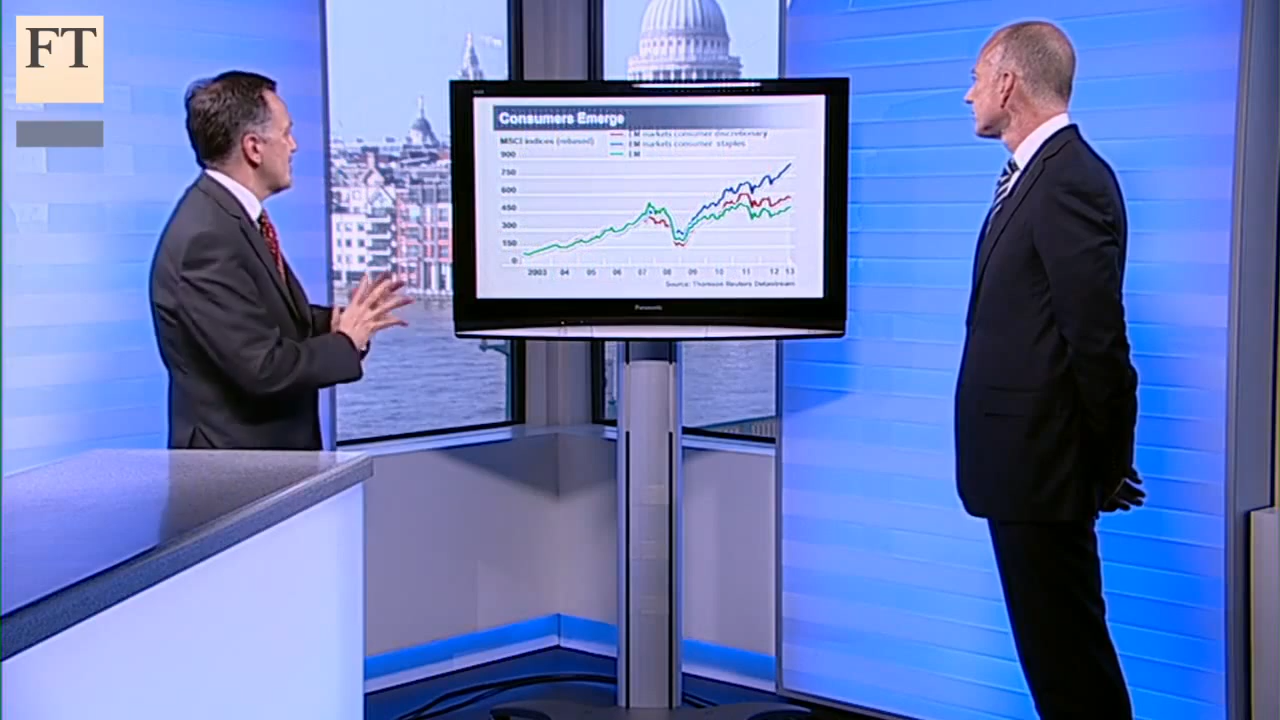 FT
Consumers Emerge
MSCI indices (rebased)
EM markets consumer discretionary
EM markets consumer staples
EM
900
750
600
450
300
150
0
2003 04 05 06 07 08 09 10 11 12 13
Source: Thomson Reuters Datastream
Panasonic